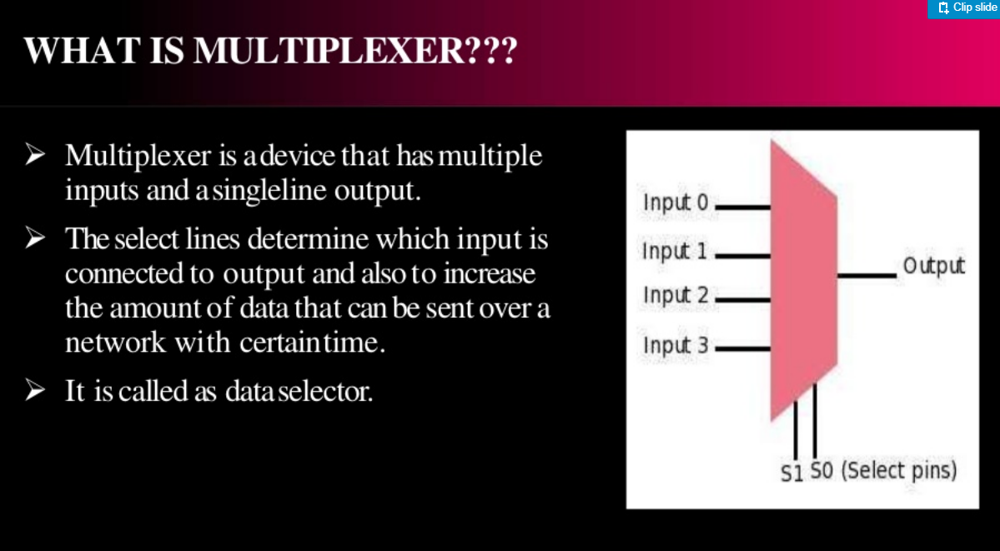 Clip slide
WHAT IS MULTIPLEXER???
➢ Multiplexer is a device that has multiple
inputs and a singleline output.
➢ The select lines determine which input is
connected to output and also to increase
the amount of data that can be sent over a
network with certain time.
➢ It is called as data selector.
Input 0
Input 1
Output
Input 2
Input 3
S1 S0 (Select pins)